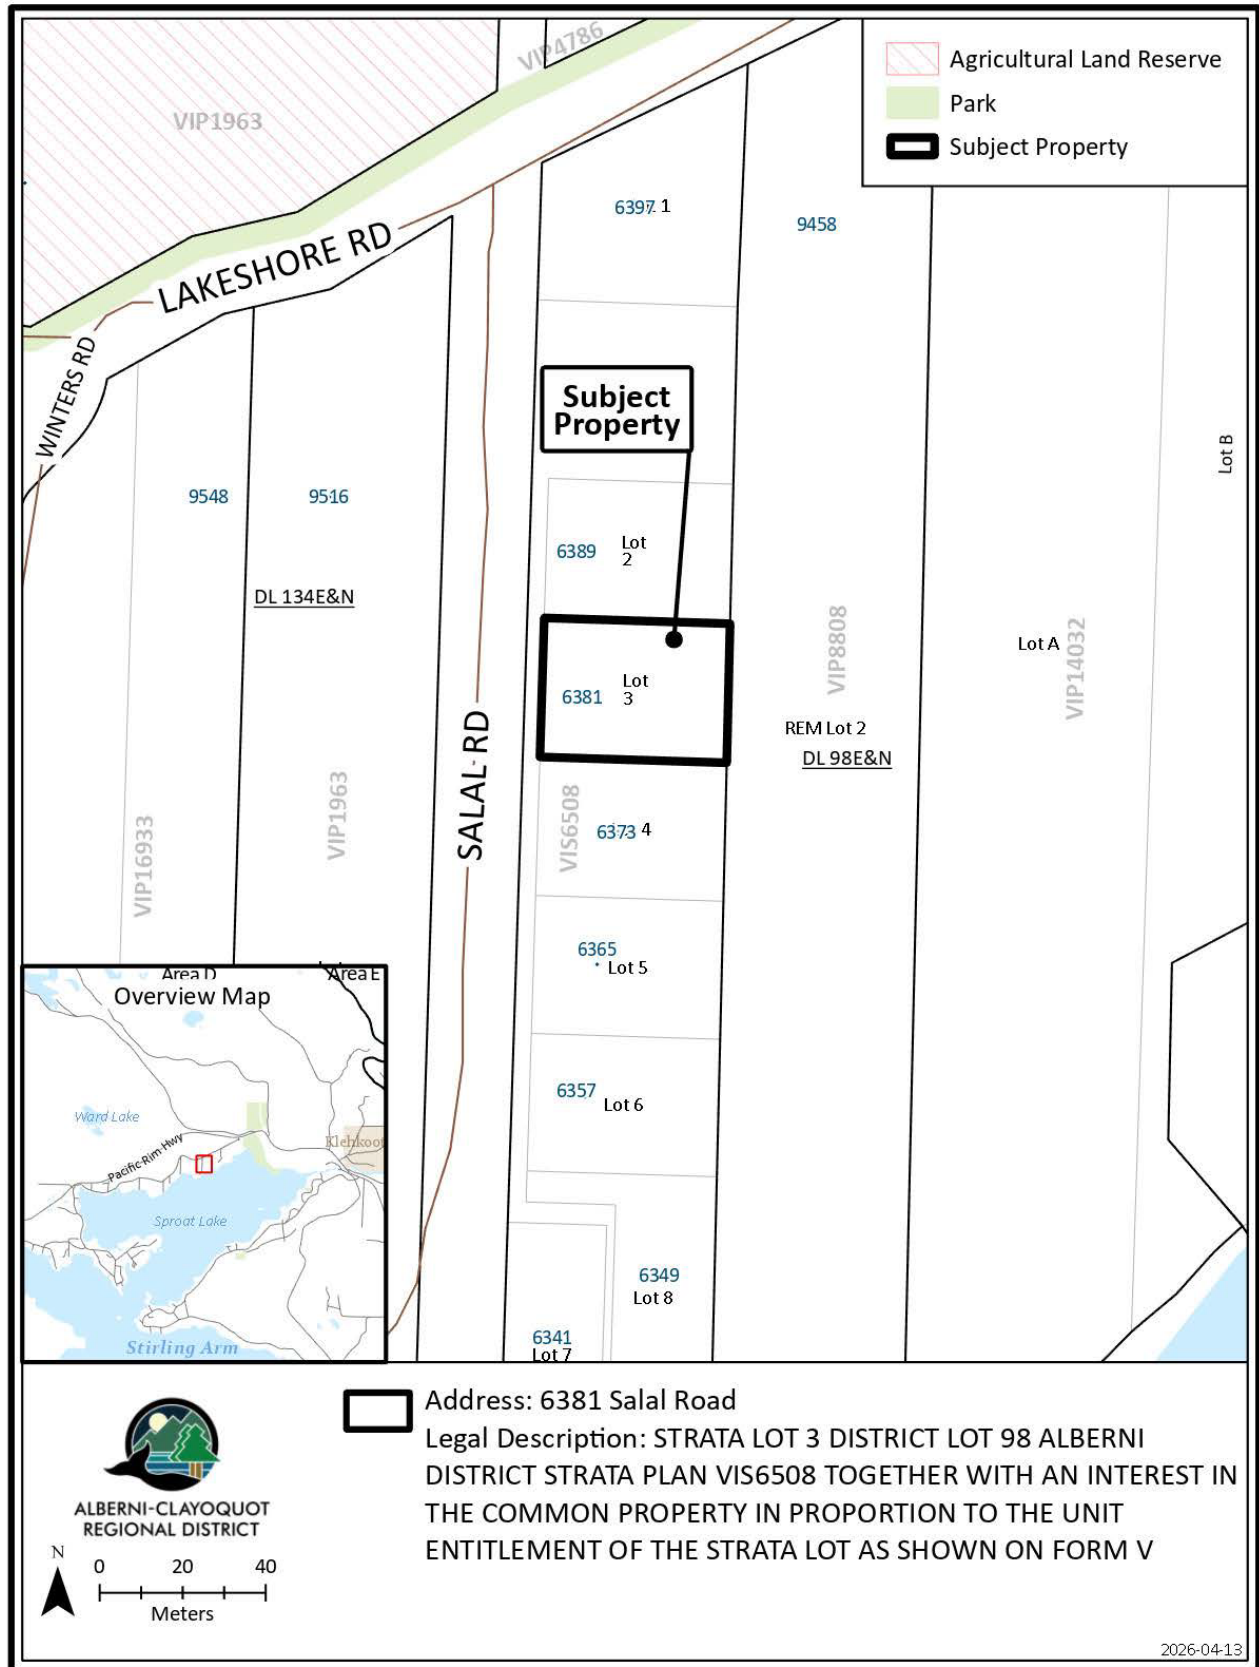 VIP4786
Agricultural Land Reserve
Park
Subject Property
VIP1963
6397
1
9458
LAKESHORE RD
WINTERS RD
Subject
Property
Lot B
9548
9516
6389
Lot
2
DL 134E&N
VIP8808
Lot A
VIP14032
6381
Lot
3
REM Lot 2
DL 98E&N
SALAL RD
VIP16933
VIP1963
VIS6508
6373
4
6365
Lot 5
Area D
Area E
Overview Map
6357
Lot 6
Ward Lake
Pacific Rim Hwy
Klehkoot
Sproat Lake
6349
Lot 8
6341
Lot 7
Stirling Arm
Address: 6381 Salal Road
Legal Description: STRATA LOT 3 DISTRICT LOT 98 ALBERNI
DISTRICT STRATA PLAN VIS6508 TOGETHER WITH AN INTEREST IN
THE COMMON PROPERTY IN PROPORTION TO THE UNIT
ENTITLEMENT OF THE STRATA LOT AS SHOWN ON FORM V
ALBERNI-CLAYOQUOT
REGIONAL DISTRICT
N
0 20 40
Meters
2026-04-13